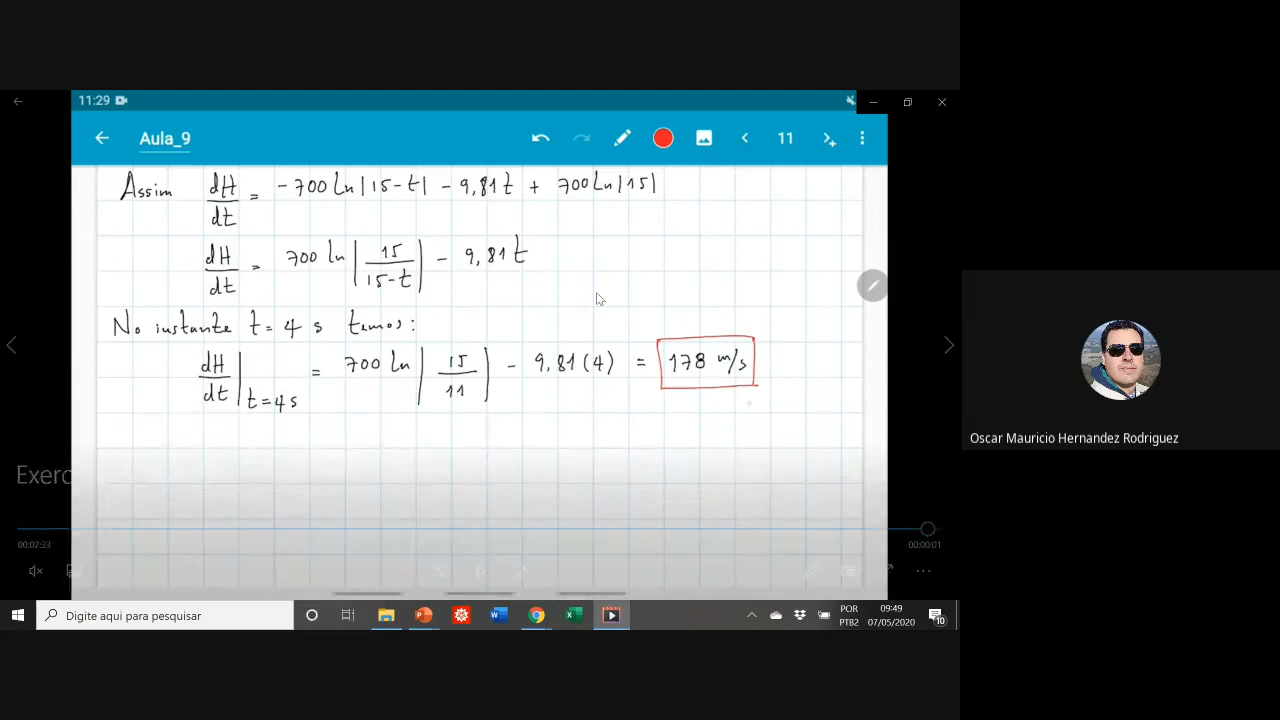 11:29
Aula_9
11
Assim dH/dt = -700 Ln|15-t| - 9,81t + 700 Ln|15|
dH/dt = 700 ln|15/(15-t)| - 9,81t
No instante t=4 s temos:
dH/dt|t=4s = 700 ln|15/11| - 9,81(4) = 178 m/s
Oscar Mauricio Hernandez Rodriguez
Exerc
00:02:33
00:00:01
Digite aqui para pesquisar
POR
PTB2
09:49
07/05/2020
10